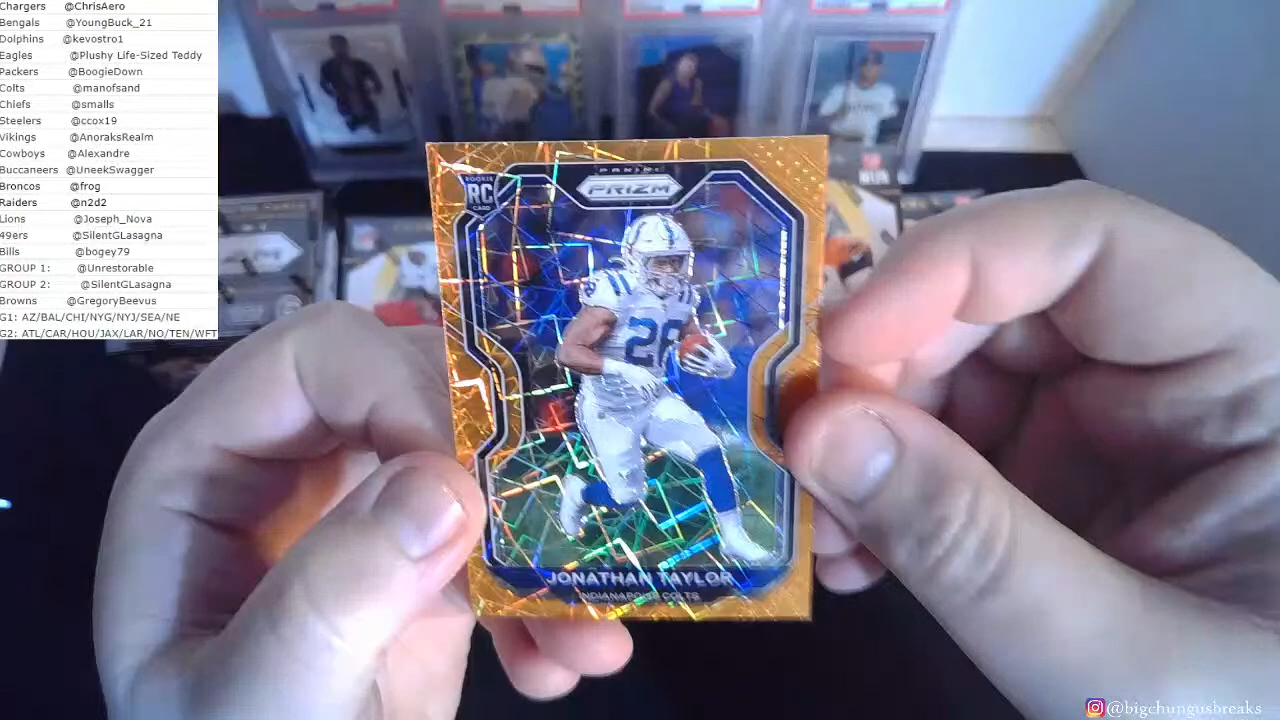 Chargers @ChrisAero
Bengals @YoungBuck_21
Dolphins @kevostro1
Eagles @Plushy Life-Sized Teddy
Packers @BoogieDown
Colts @manofsand
Chiefs @smalls
Steelers @ccox19
Vikings @AnoraksRealm
Cowboys @Alexandre
Buccaneers @UneekSwagger
Broncos @frog
Raiders @n2d2
Lions @Joseph_Nova
49ers @SilentGLasagna
Bills @bogey79
GROUP 1: @Unrestorable
GROUP 2: @SilentGLasagna
Browns @GregoryBeevus
G1: AZ/BAL/CHI/NYG/NYJ/SEA/NE
G2: ATL/CAR/HOU/JAX/LAR/NO/TEN/WFT
PANINI
PRIZM
ROOKIE
RC
CARD
28
JONATHAN TAYLOR
INDIANAPOLIS COLTS
@bigchungusbreaks